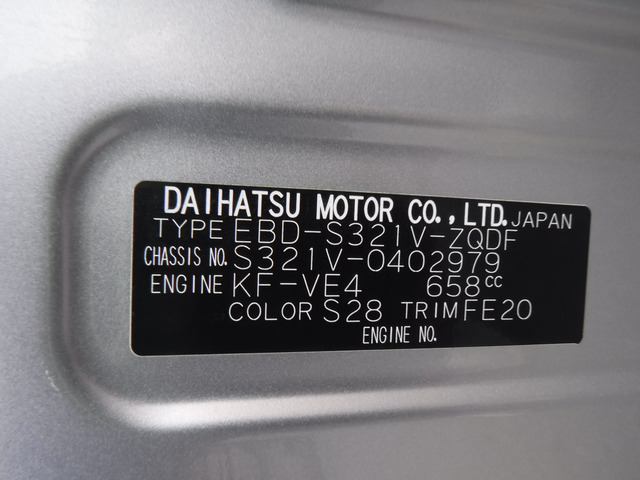 DAIHATSU MOTOR CO.,LTD. JAPAN
TYPE EBD-S321V-ZQDF
CHASSIS NO. S321V-0402979
ENGINE KF-VE4 658cc
COLOR S28 TRIM FE20
ENGINE NO.